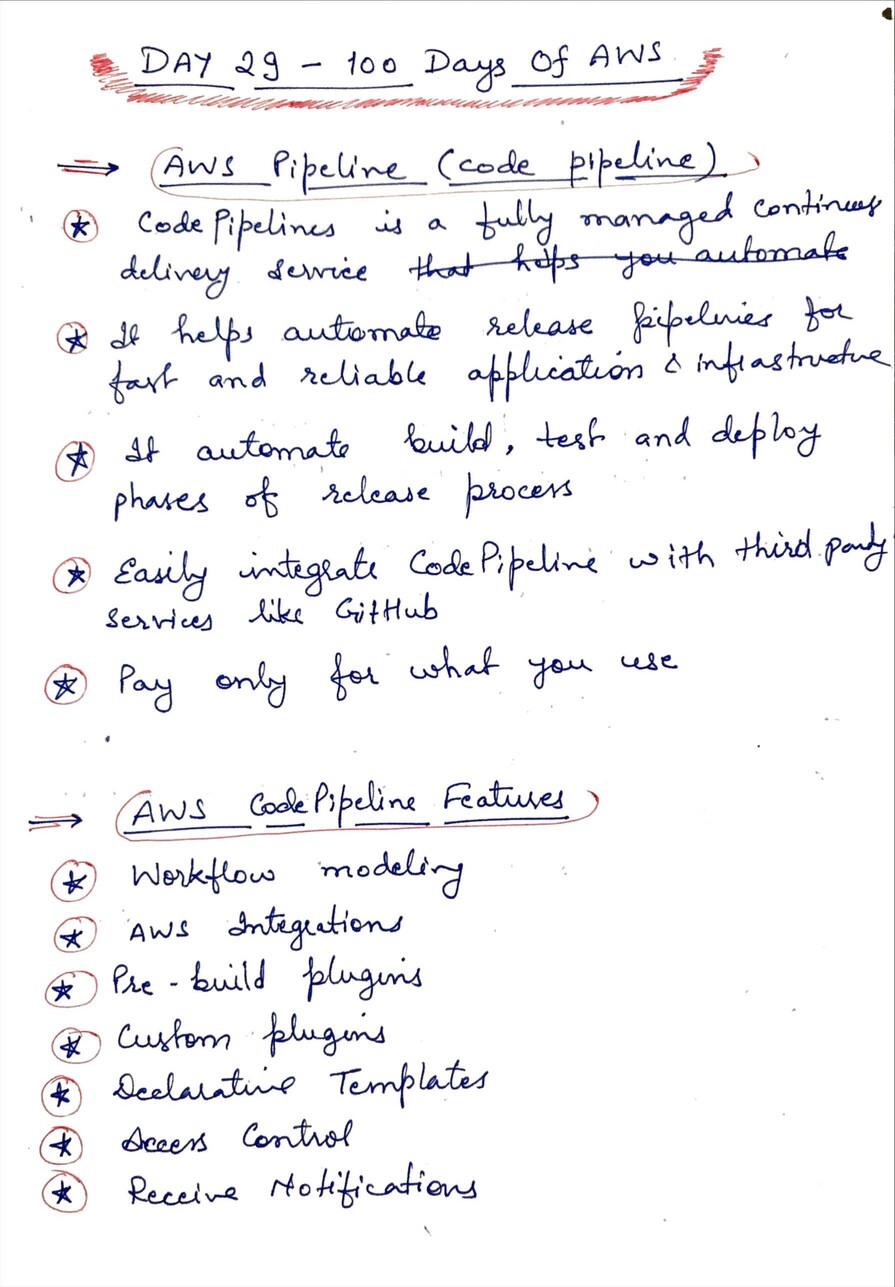 DAY 29 - 100 Days Of AWS
⇒ AWS Pipeline (code pipeline)
★ CodePipelines is a fully managed continues
delivery service ~~that helps you automate~~
★ It helps automate release pipelines for
fast and reliable application & infrastructure
★ It automate build, test and deploy
phases of release process
★ Easily integrate CodePipeline with third party
services like GitHub
★ Pay only for what you use
⇒ AWS CodePipeline Features
★ Workflow modeling
★ AWS Integrations
★ Pre-build plugins
★ Custom plugins
★ Declarative Templates
★ Access Control
★ Receive Notifications